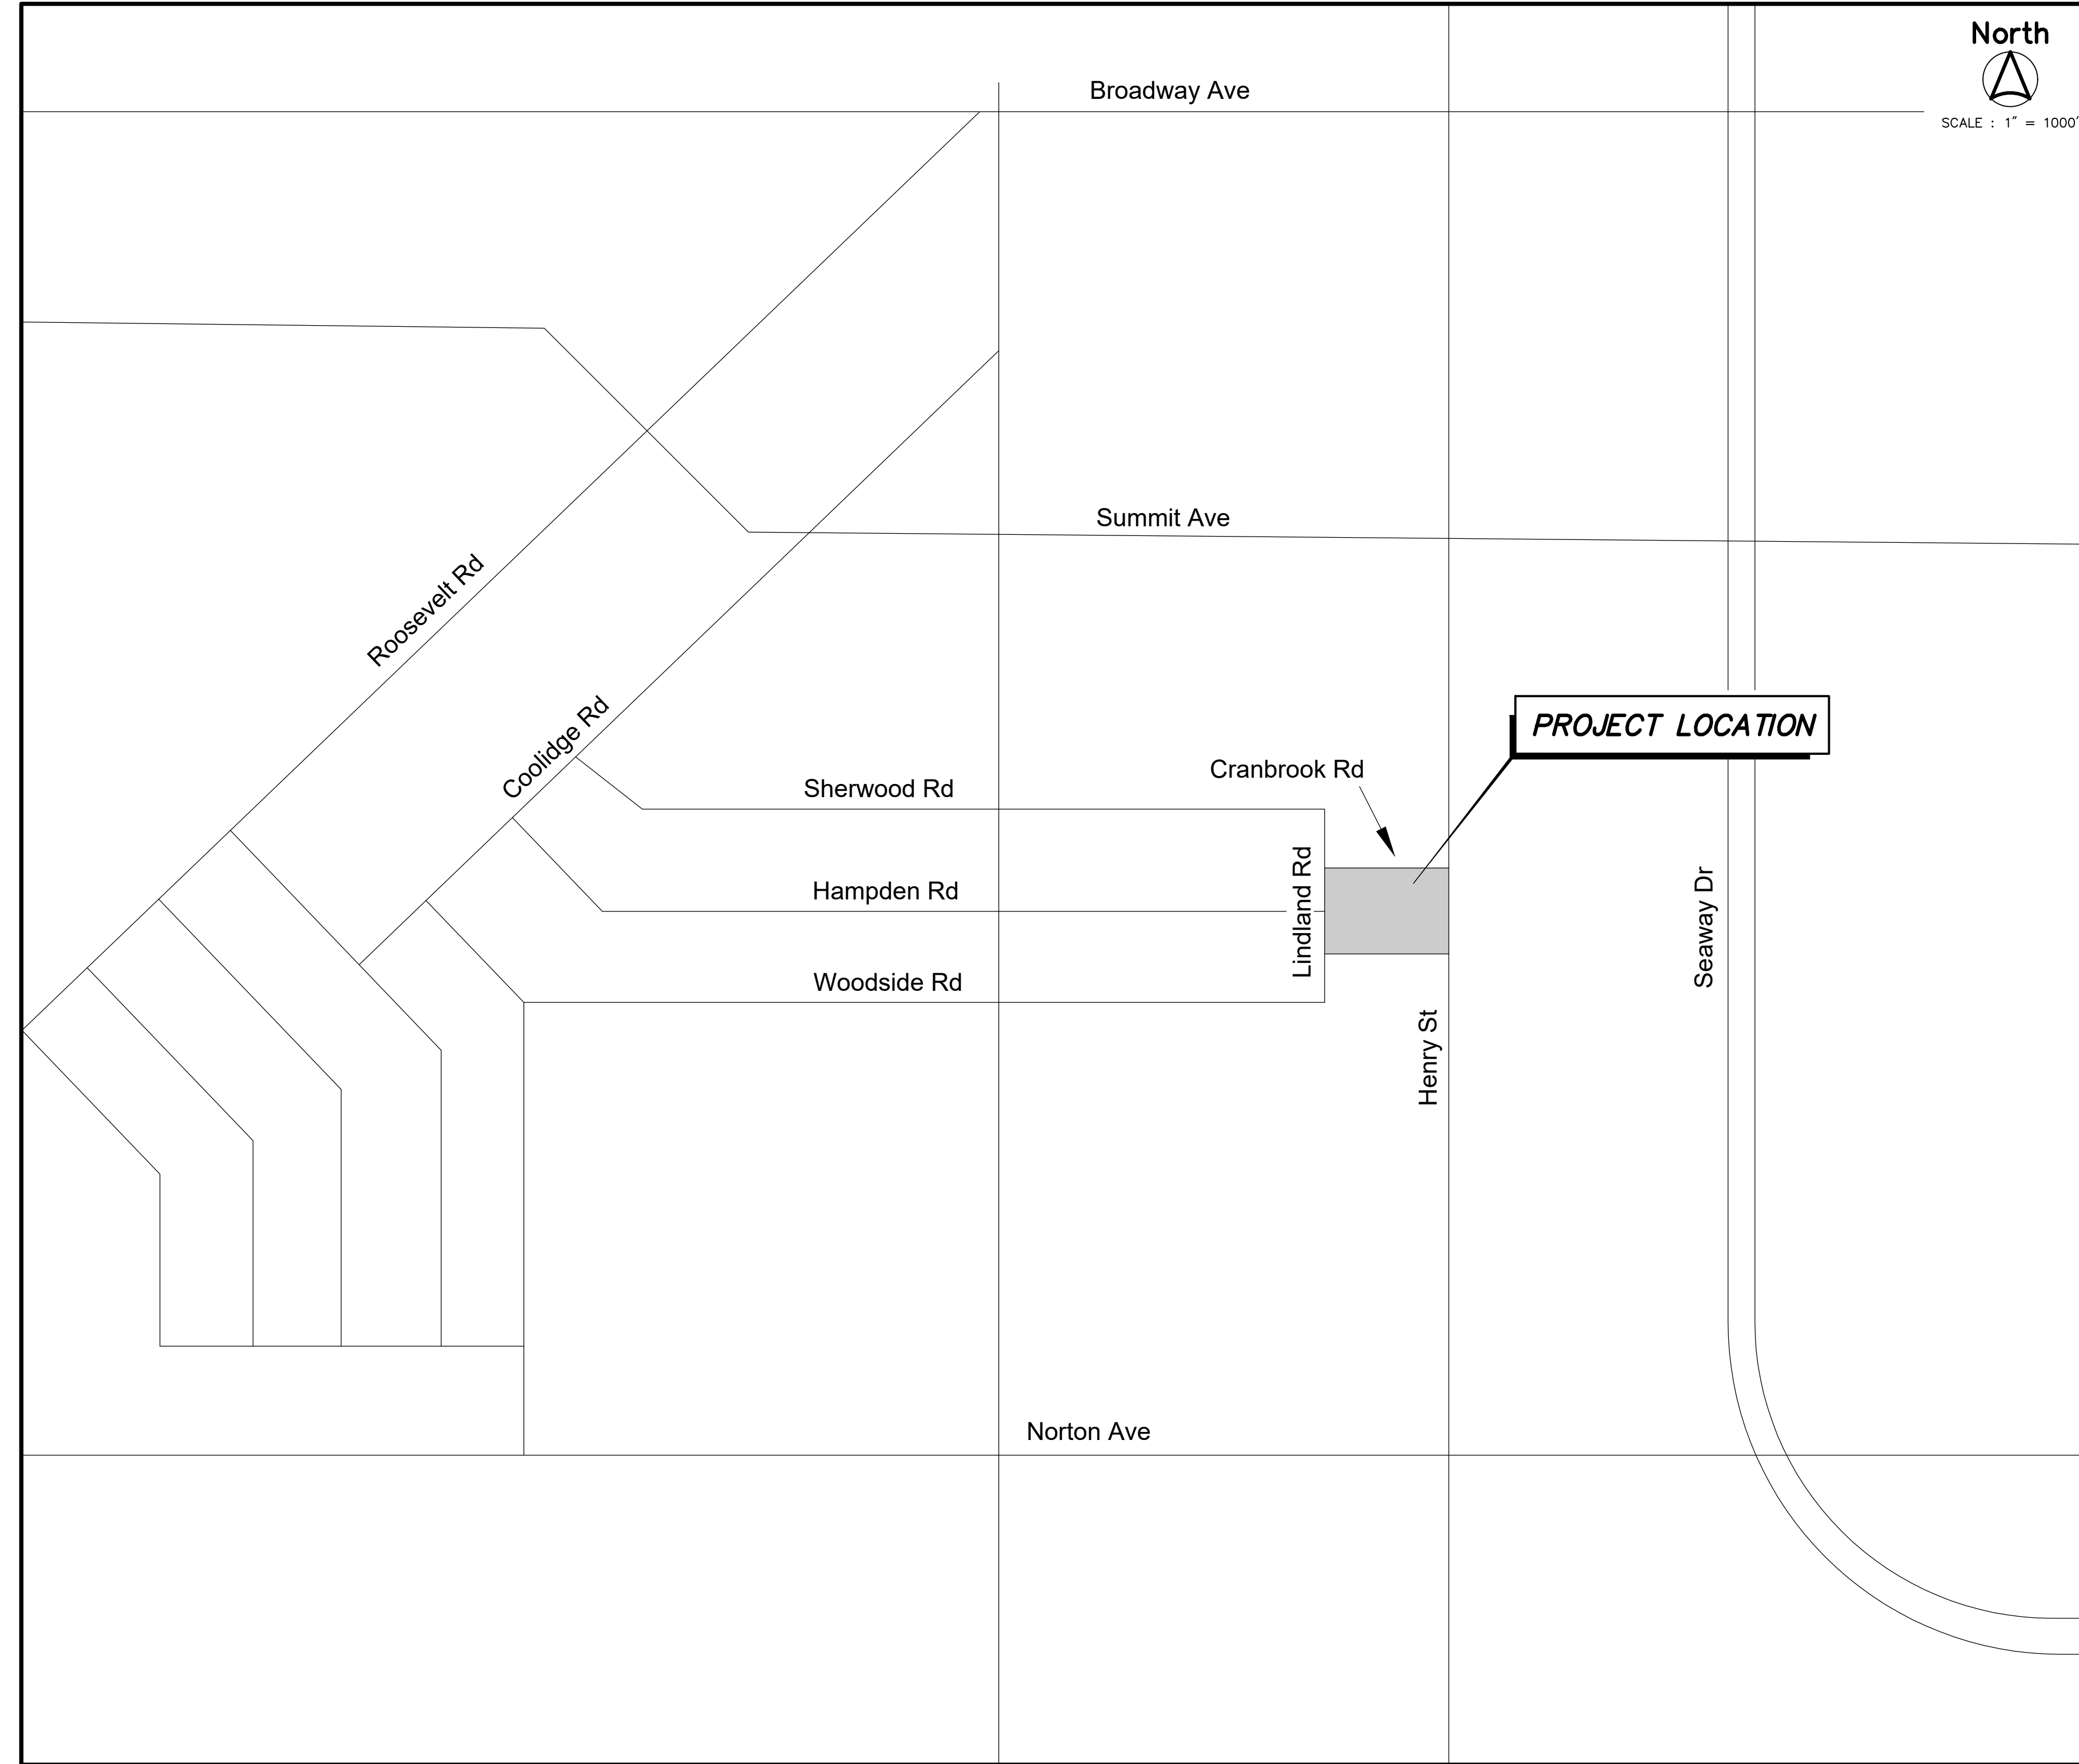 North
Broadway Ave
SCALE : 1" = 1000'
Summit Ave
Roosevelt Rd
Coolidge Rd
PROJECT LOCATION
Cranbrook Rd
Sherwood Rd
Lindland Rd
Hampden Rd
Seaway Dr
Woodside Rd
Henry St
Norton Ave